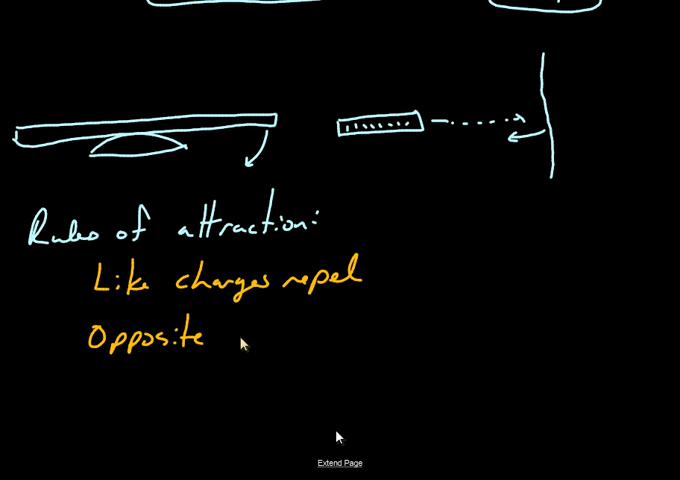 Rules of attraction:
Like charges repel
Opposite
Extend Page